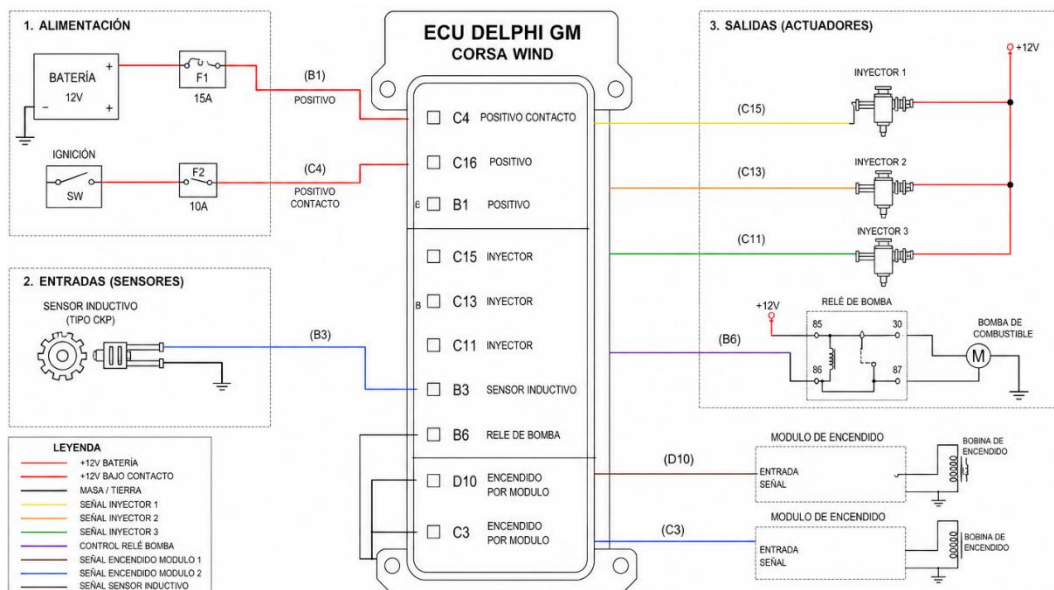 1. ALIMENTACIÓN
BATERÍA
12V
+
−
+
F1
15A
(B1)
POSITIVO
IGNICIÓN
SW
F2
10A
(C4)
POSITIVO
CONTACTO
2. ENTRADAS (SENSORES)
SENSOR INDUCTIVO
(TIPO CKP)
(B3)
LEYENDA
+12V BATERÍA
+12V BAJO CONTACTO
MASA / TIERRA
SEÑAL INYECTOR 1
SEÑAL INYECTOR 2
SEÑAL INYECTOR 3
CONTROL RELÉ BOMBA
SEÑAL ENCENDIDO MODULO 1
SEÑAL ENCENDIDO MODULO 2
SEÑAL SENSOR INDUCTIVO
ECU DELPHI GM
CORSA WIND
C4 POSITIVO CONTACTO
C16 POSITIVO
B1 POSITIVO
C15 INYECTOR
C13 INYECTOR
C11 INYECTOR
B3 SENSOR INDUCTIVO
B6 RELE DE BOMBA
D10 ENCENDIDO
POR MODULO
C3 ENCENDIDO
POR MODULO
3. SALIDAS (ACTUADORES)
+12V
INYECTOR 1
(C15)
INYECTOR 2
(C13)
INYECTOR 3
(C11)
+12V
RELÉ DE BOMBA
85 30
86 87
(B6)
BOMBA DE
COMBUSTIBLE
M
MODULO DE ENCENDIDO
(D10)
ENTRADA
SEÑAL
BOBINA DE
ENCENDIDO
MODULO DE ENCENDIDO
(C3)
ENTRADA
SEÑAL
BOBINA DE
ENCENDIDO